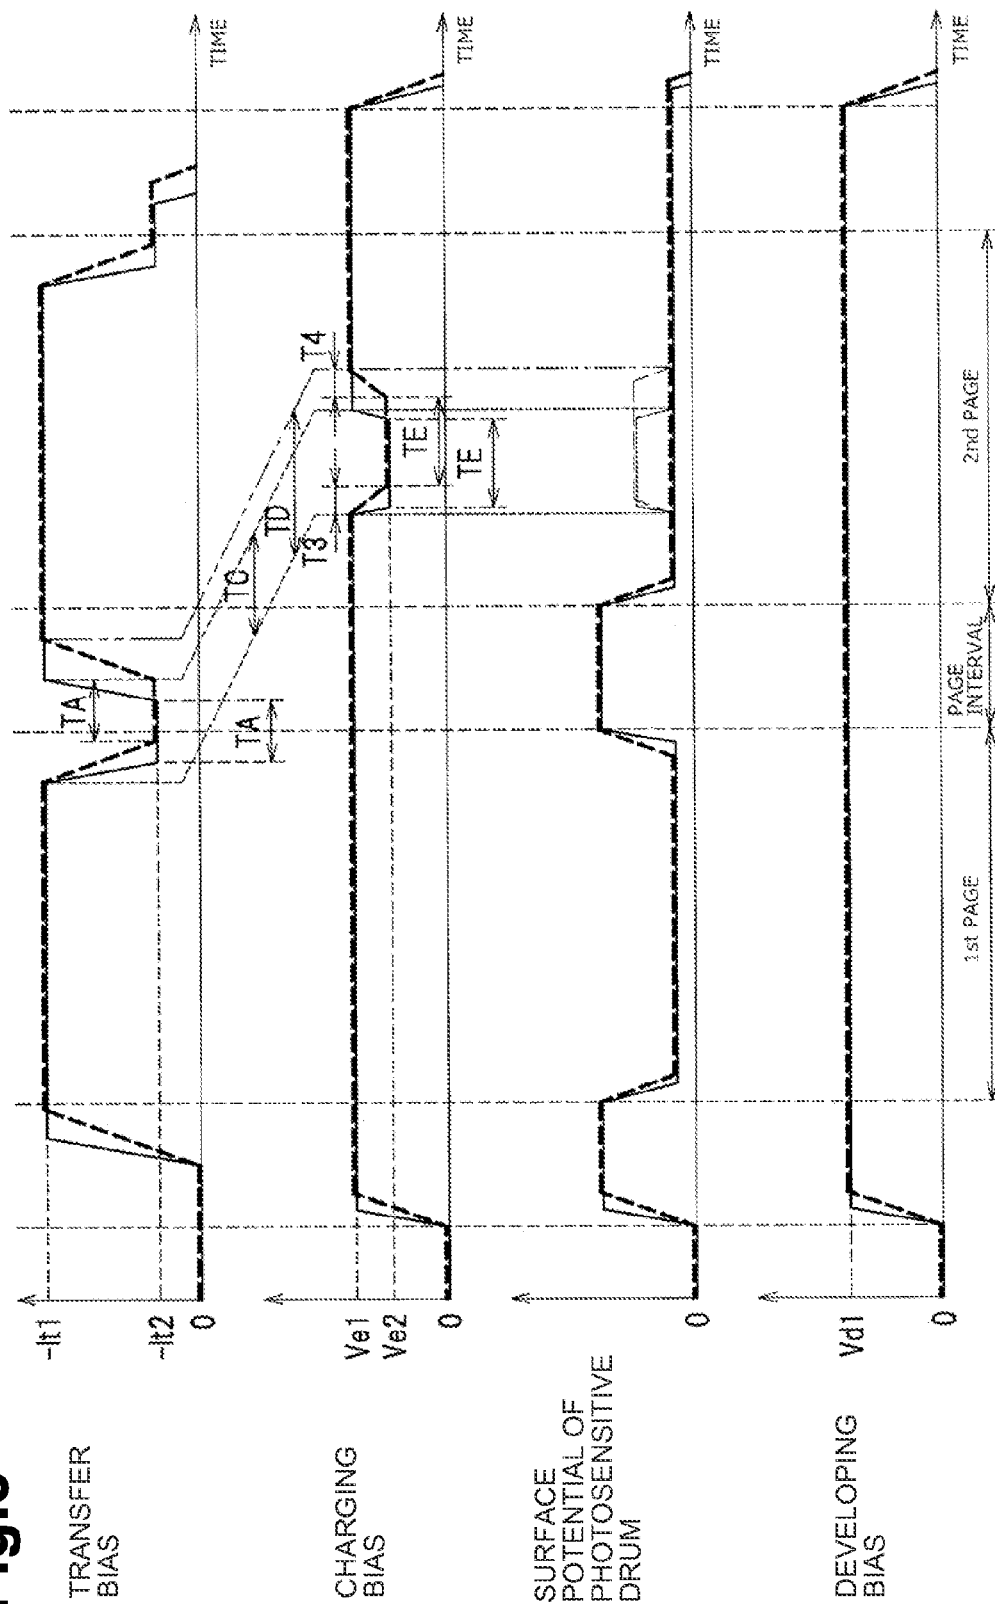 TRANSFER
BIAS
-It1
-It2
0
TA
TA
TIME
CHARGING
BIAS
Ve1
Ve2
0
TC
TD
T3
T4
TE
TE
TIME
SURFACE
POTENTIAL OF
PHOTOSENSITIVE
DRUM
0
TIME
DEVELOPING
BIAS
Vd1
0
TIME
1st PAGE
PAGE
INTERVAL
2nd PAGE